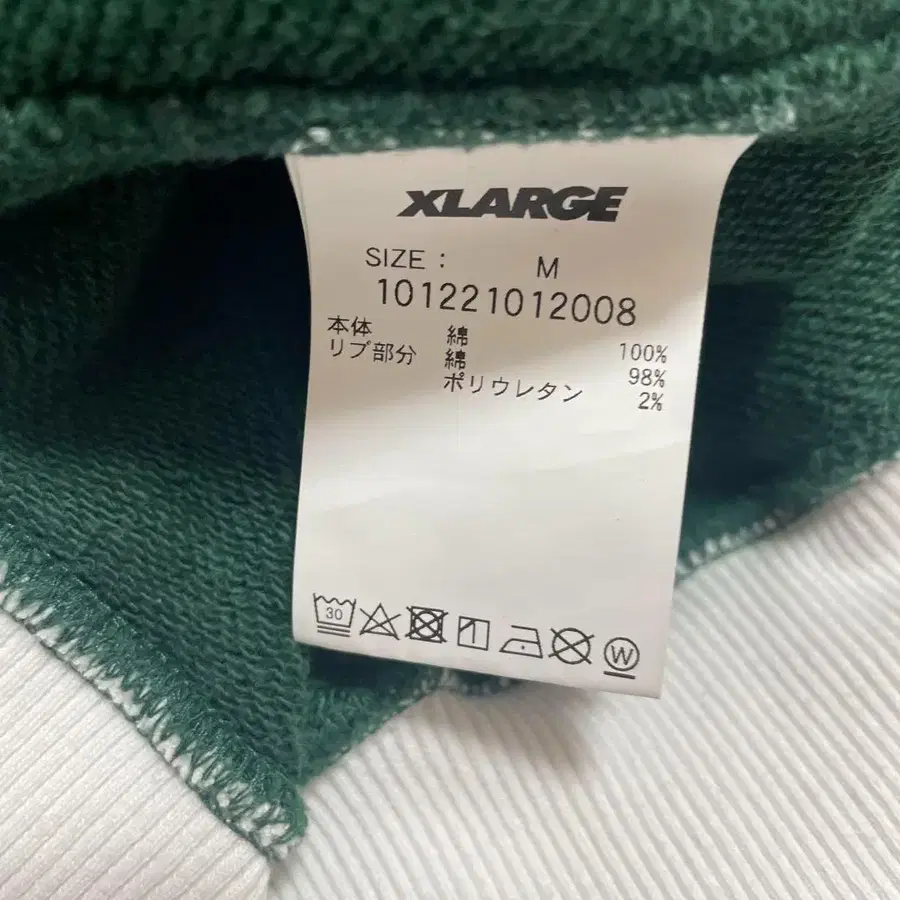 XLARGE
SIZE : M
101221012008
本体 綿 100%
リブ部分 綿 98%
ポリウレタン 2%
30
W